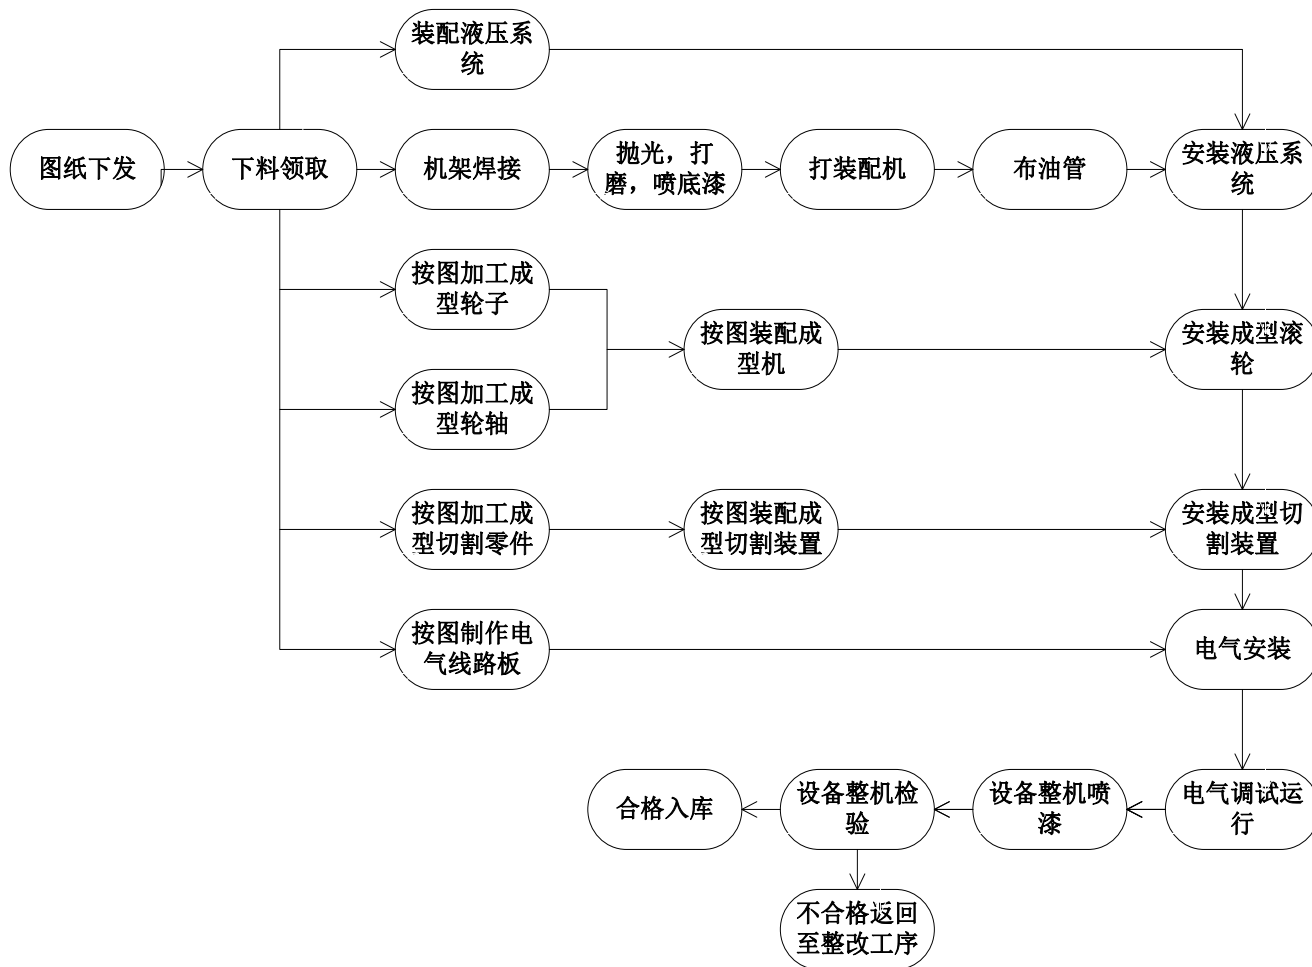 装配液压系
统
图纸下发
下料领取
机架焊接
抛光，打
磨，喷底漆
打装配机
布油管
安装液压系
统
按图加工成
型轮子
按图装配成
型机
安装成型滚
轮
按图加工成
型轮轴
按图加工成
型切割零件
按图装配成
型切割装置
安装成型切
割装置
按图制作电
气线路板
电气安装
合格入库
设备整机检
验
设备整机喷
漆
电气调试运
行
不合格返回
至整改工序